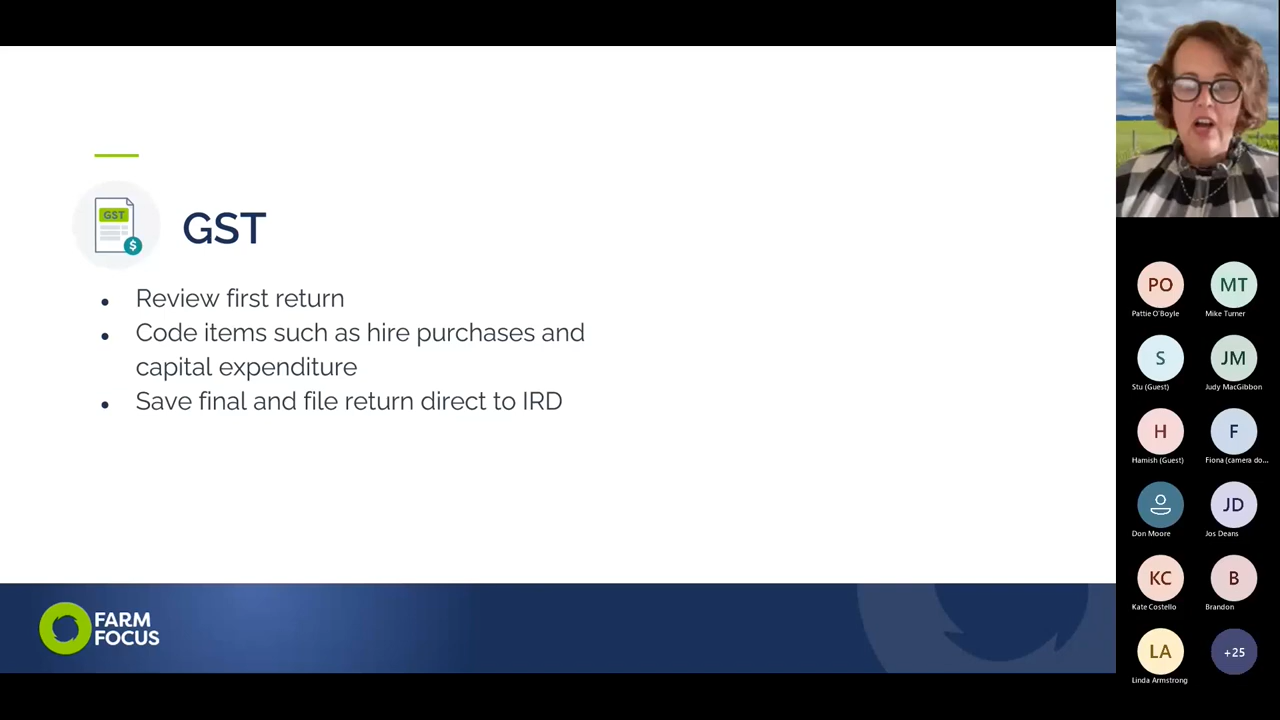 GST
GST
$
Review first return
Code items such as hire purchases and
capital expenditure
Save final and file return direct to IRD
FARM
FOCUS
PO
MT
Pattie O'Boyle
Mike Turner
S
JM
Stu (Guest)
Judy MacGibbon
H
F
Hamish (Guest)
Fiona (camera do...
JD
Don Moore
Jos Deans
KC
B
Kate Costello
Brandon
LA
+25
Linda Armstrong